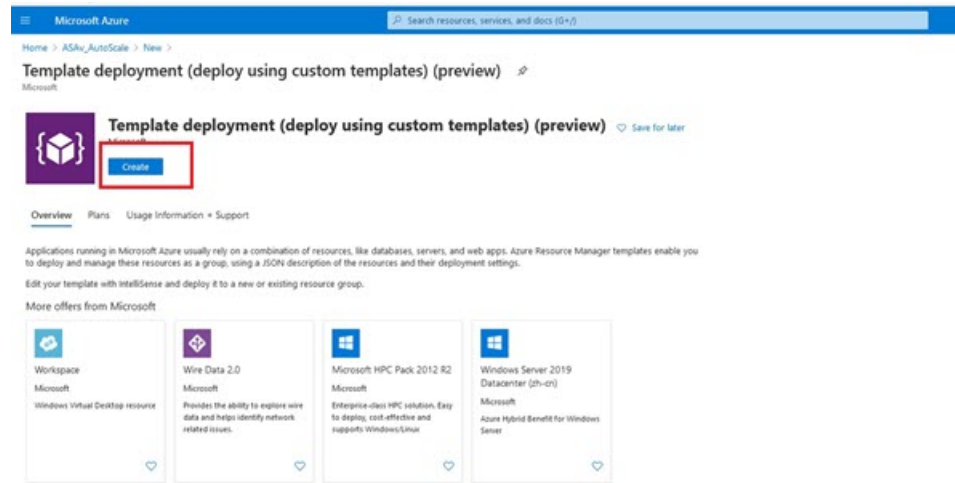 Microsoft Azure
Search resources, services, and docs (G+/)
Home > ASAv_AutoScale > New >
Template deployment (deploy using custom templates) (preview)
Microsoft
Template deployment (deploy using custom templates) (preview)
Save for later
Microsoft
Create
Overview Plans Usage Information + Support
Applications running in Microsoft Azure usually rely on a combination of resources, like databases, servers, and web apps. Azure Resource Manager templates enable you
to deploy and manage these resources as a group, using a JSON description of the resources and their deployment settings.
Edit your template with IntelliSense and deploy it to a new or existing resource group.
More offers from Microsoft
Workspace
Microsoft
Windows Virtual Desktop resource
Wire Data 2.0
Microsoft
Provides the ability to explore wire
data and helps identify network
related issues.
Microsoft HPC Pack 2012 R2
Microsoft
Enterprise-class HPC solution. Easy
to deploy, cost-effective and
supports Windows/Linux
Windows Server 2019
Datacenter (zh-cn)
Microsoft
Azure Hybrid Benefit for Windows
Server